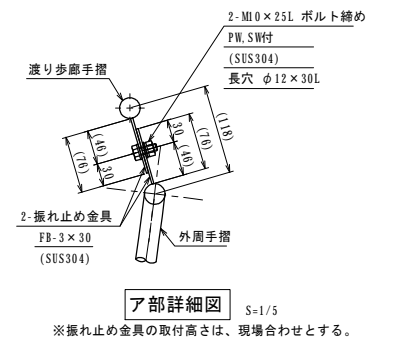 2-M10×25L ボルト締め
PW,SW付
(SUS304)
長穴 φ12×30L
渡り歩廊手摺
(118)
(76)
30
(46)
(46)
(76)
30
2-振れ止め金具
FB-3×30
(SUS304)
外周手摺
ア部詳細図 S=1/5
※振れ止め金具の取付高さは、現場合わせとする。